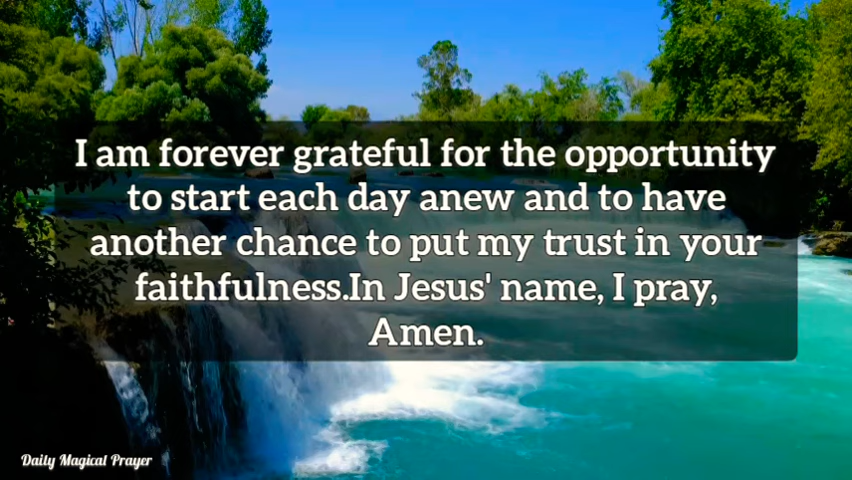 I am forever grateful for the opportunity
to start each day anew and to have
another chance to put my trust in your
faithfulness.In Jesus' name, I pray,
Amen.
Daily Magical Prayer